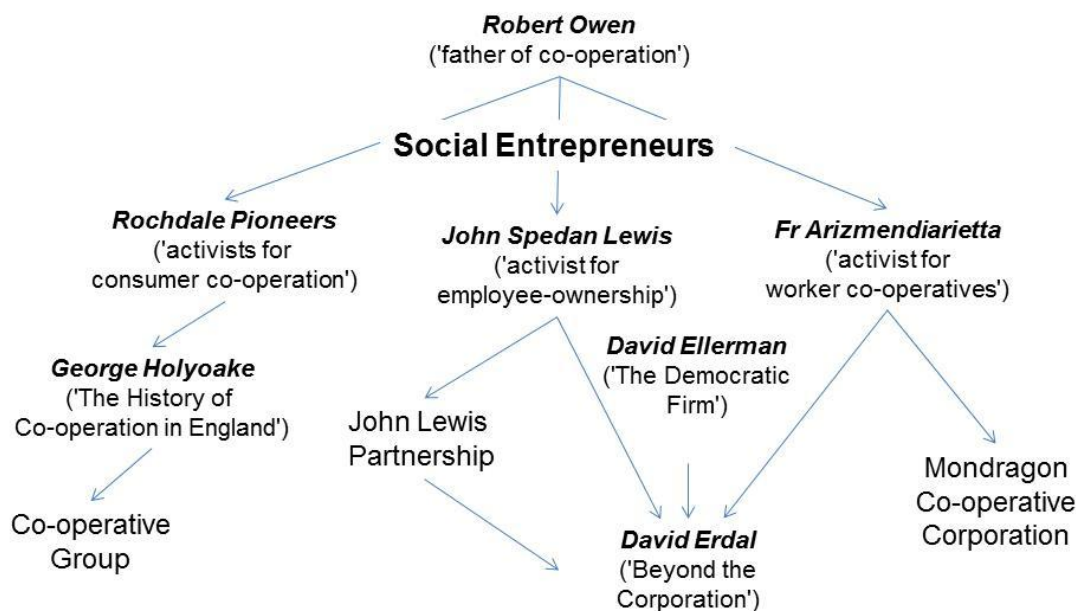 Robert Owen
('father of co-operation')
Social Entrepreneurs
Rochdale Pioneers
('activists for
consumer co-operation')
John Spedan Lewis
('activist for
employee-ownership')
Fr Arizmendiarietta
('activist for
worker co-operatives')
George Holyoake
('The History of
Co-operation in England')
David Ellerman
('The Democratic
Firm')
John Lewis
Partnership
Mondragon
Co-operative
Corporation
Co-operative
Group
David Erdal
('Beyond the
Corporation')